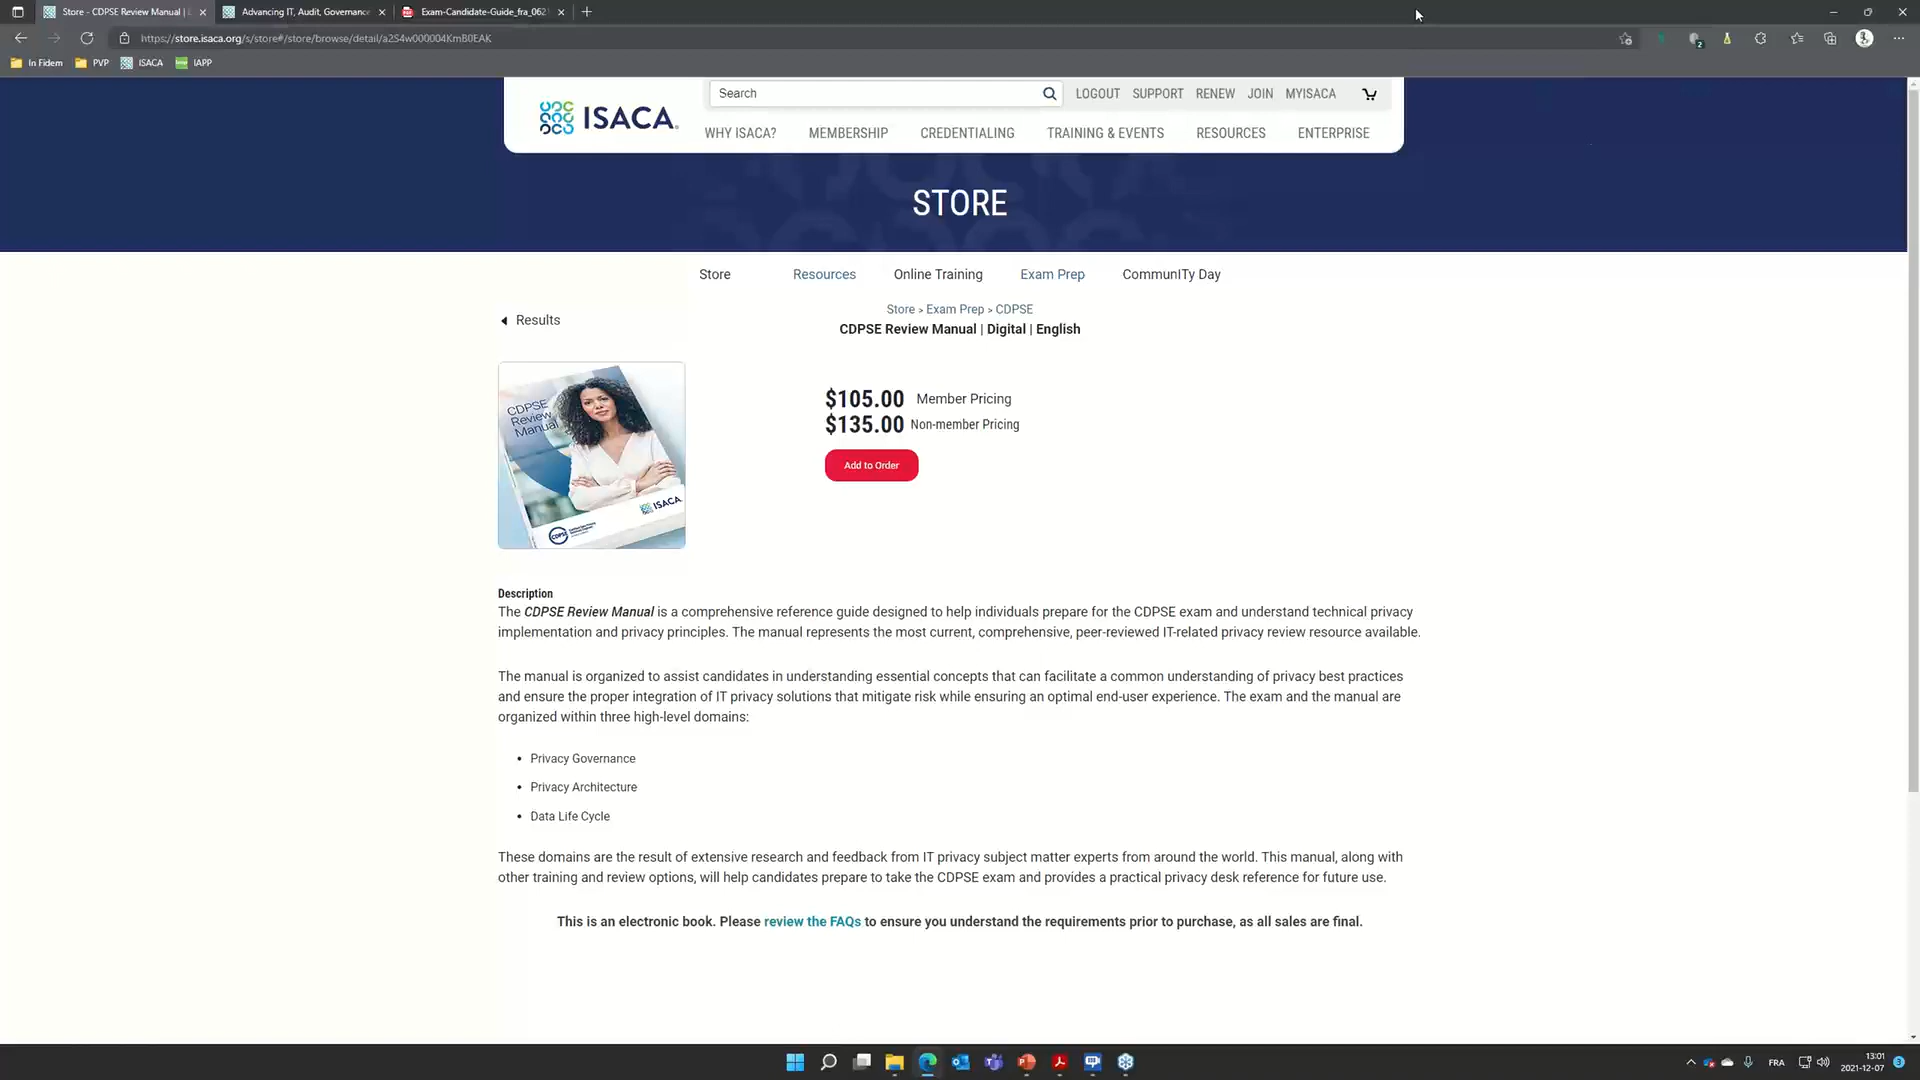 Store - CDPSE Review Manual |
Advancing IT, Audit, Governance
Exam-Candidate-Guide_fra_062
https://store.isaca.org/s/store#/store/browse/detail/a2S4w000004KmB0EAK
2
In Fidem
PVP
ISACA
IAPP
Search
LOGOUT
SUPPORT
RENEW
JOIN
MYISACA
ISACA.
WHY ISACA?
MEMBERSHIP
CREDENTIALING
TRAINING & EVENTS
RESOURCES
ENTERPRISE
STORE
Store
Resources
Online Training
Exam Prep
CommunITy Day
Store > Exam Prep > CDPSE
Results
CDPSE Review Manual | Digital | English
CDPSE
Review
Manual
ISACA.
CDPSE
$105.00 Member Pricing
$135.00 Non-member Pricing
Add to Order
Description
The CDPSE Review Manual is a comprehensive reference guide designed to help individuals prepare for the CDPSE exam and understand technical privacy
implementation and privacy principles. The manual represents the most current, comprehensive, peer-reviewed IT-related privacy review resource available.
The manual is organized to assist candidates in understanding essential concepts that can facilitate a common understanding of privacy best practices
and ensure the proper integration of IT privacy solutions that mitigate risk while ensuring an optimal end-user experience. The exam and the manual are
organized within three high-level domains:
• Privacy Governance
• Privacy Architecture
• Data Life Cycle
These domains are the result of extensive research and feedback from IT privacy subject matter experts from around the world. This manual, along with
other training and review options, will help candidates prepare to take the CDPSE exam and provides a practical privacy desk reference for future use.
This is an electronic book. Please review the FAQs to ensure you understand the requirements prior to purchase, as all sales are final.
FRA
13:01
2021-12-07
3